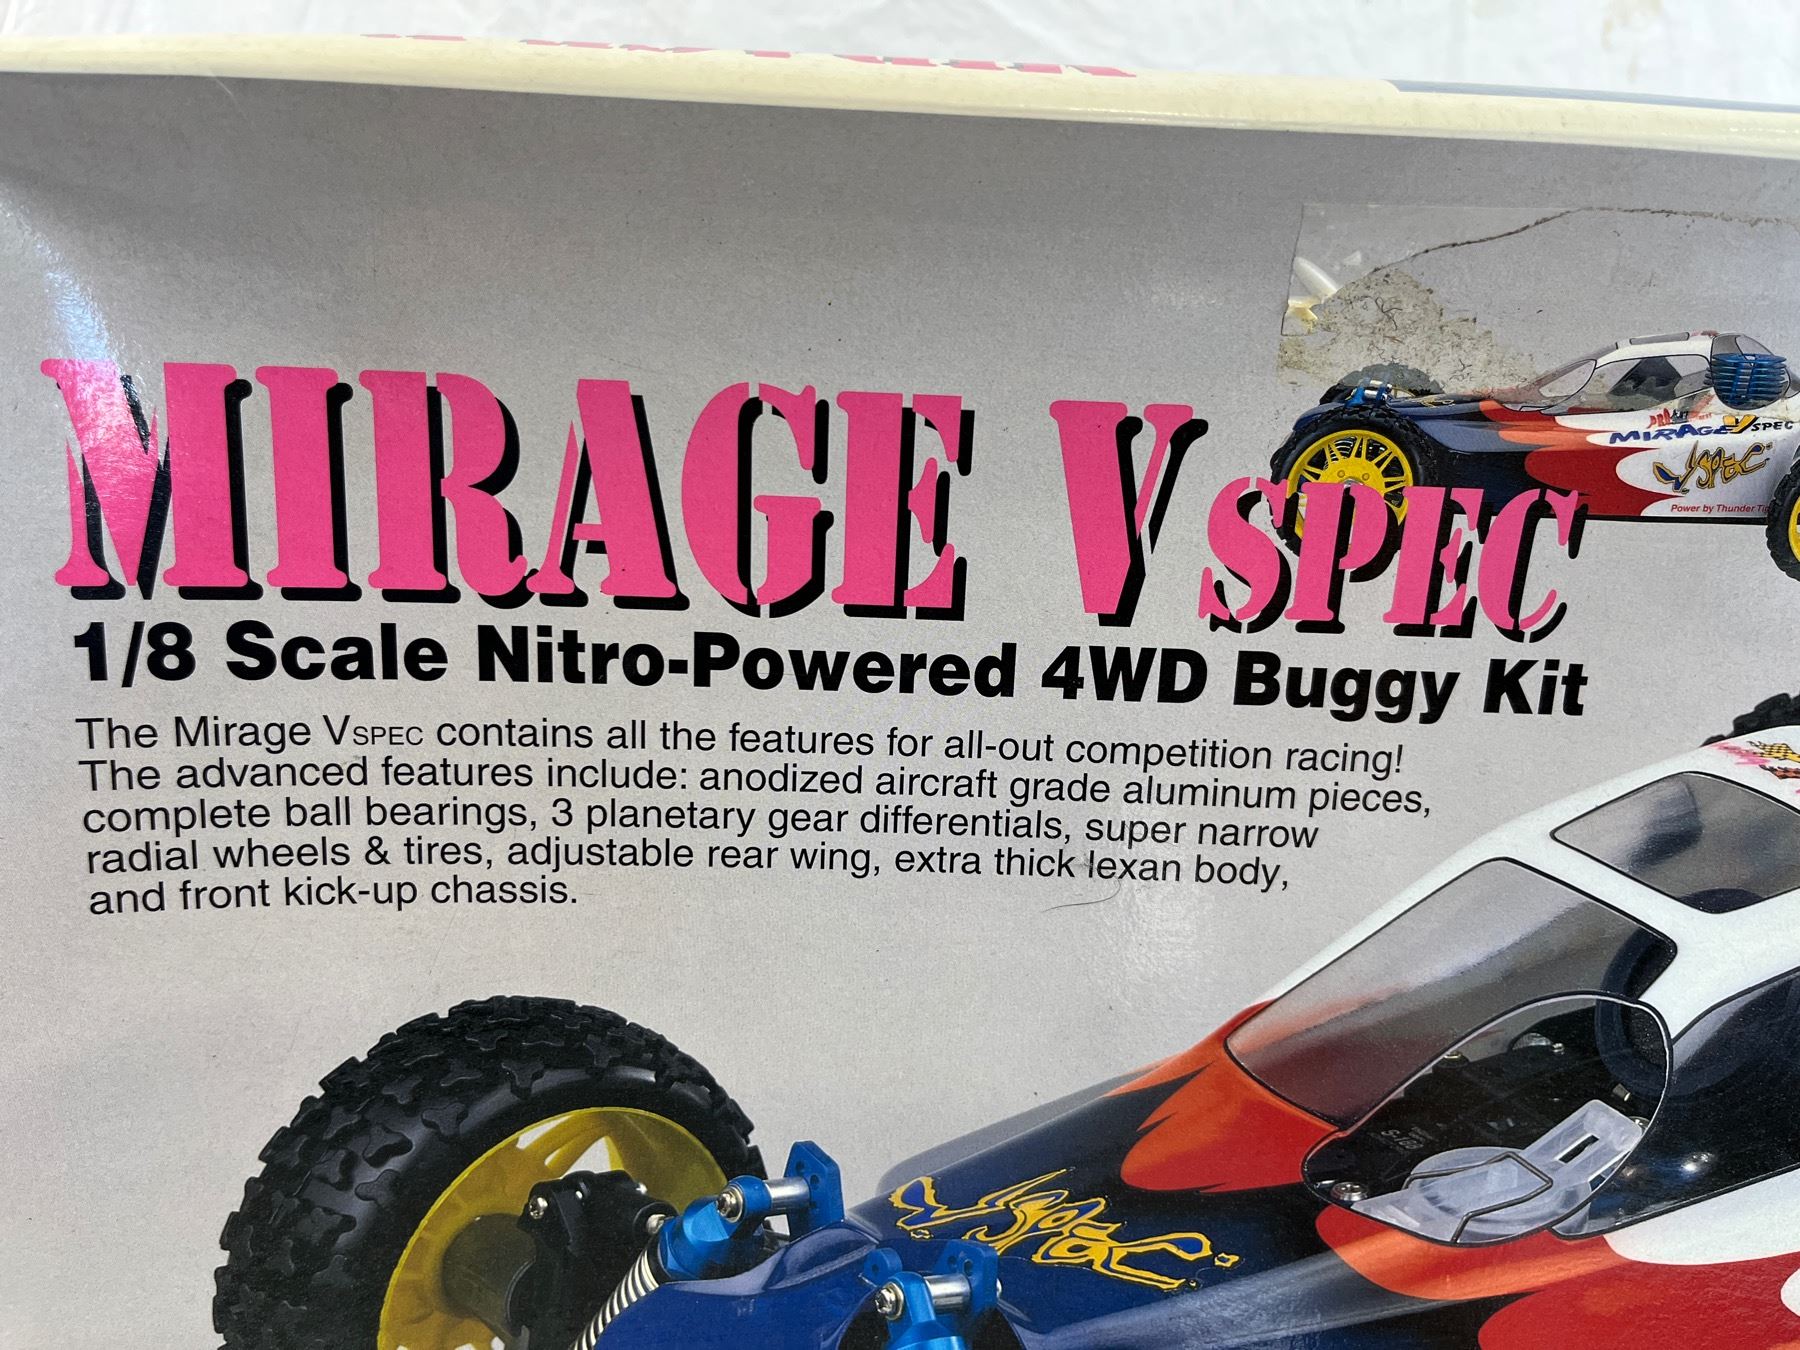 MIRAGE VSPEC
MIRAGE V SPEC
Vspec
Power by Thunder
1/8 Scale Nitro-Powered 4WD Buggy Kit
The Mirage VSPEC contains all the features for all-out competition racing!
The advanced features include: anodized aircraft grade aluminum pieces,
complete ball bearings, 3 planetary gear differentials, super narrow
radial wheels & tires, adjustable rear wing, extra thick lexan body,
and front kick-up chassis.
Vspec